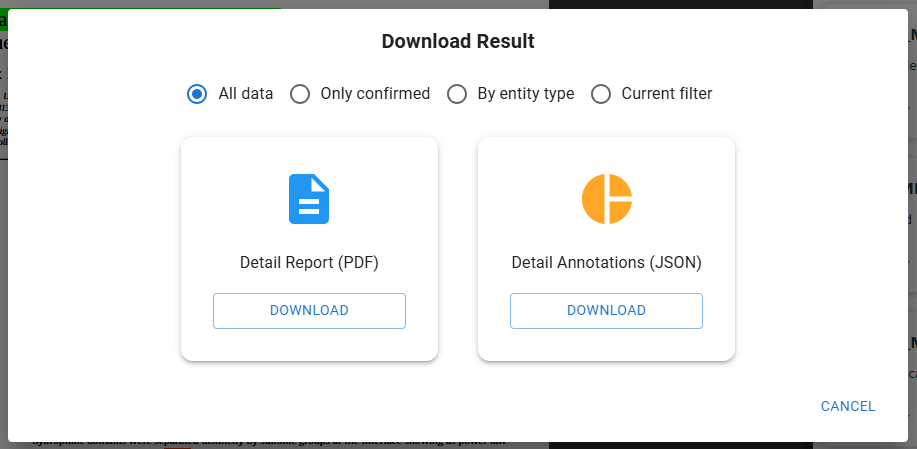 Download Result
All data
Only confirmed
By entity type
Current filter
Detail Report (PDF)
Detail Annotations (JSON)
DOWNLOAD
DOWNLOAD
CANCEL